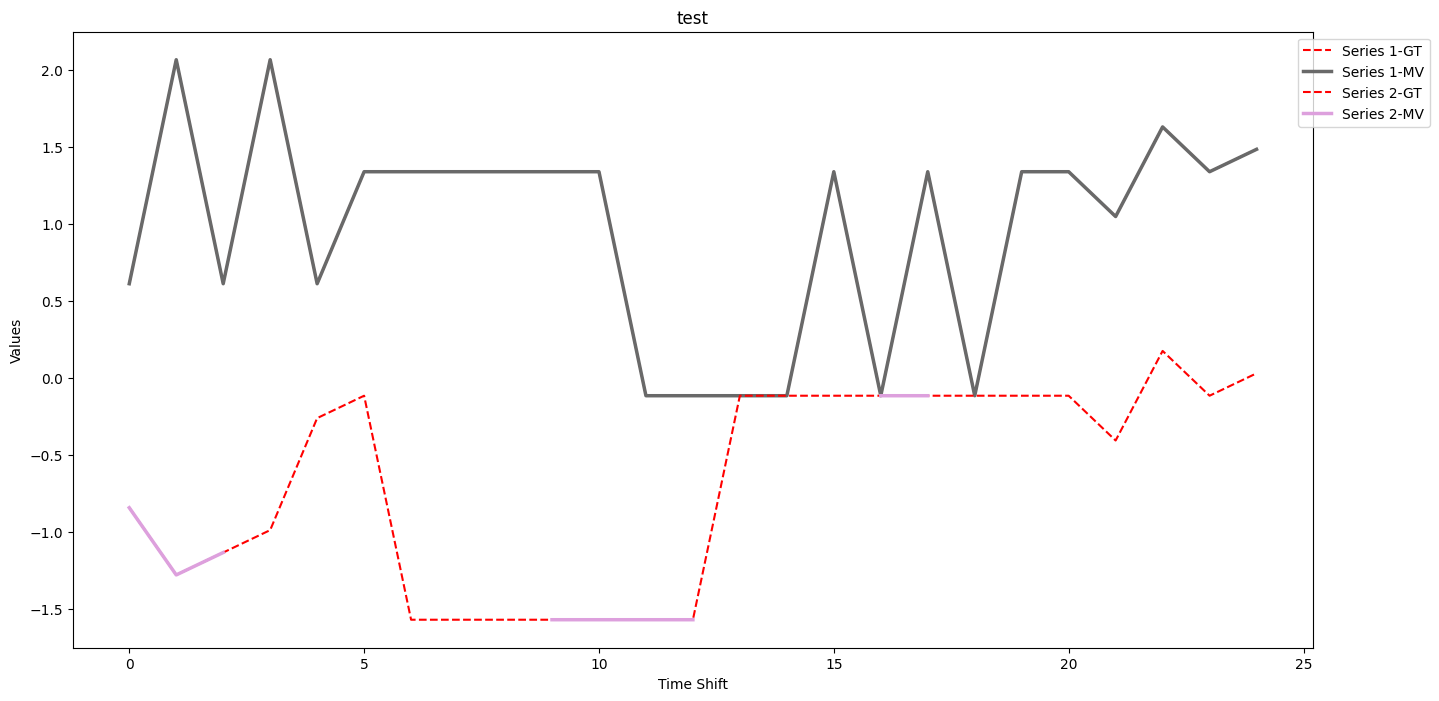 test
Series 1-GT
Series 1-MV
Series 2-GT
Series 2-MV
2.0
1.5
1.0
0.5
0.0
−0.5
−1.0
−1.5
Values
0 5 10 15 20 25
Time Shift